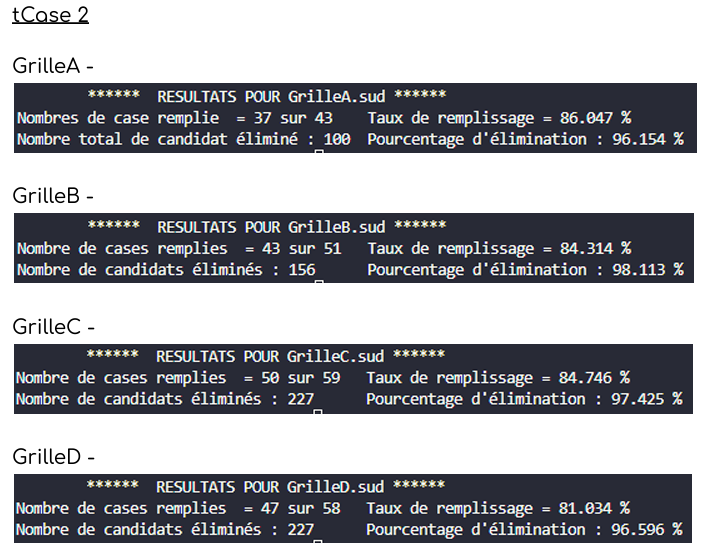 tCase 2
GrilleA -
****** RESULTATS POUR GrilleA.sud ******
Nombres de case remplie = 37 sur 43 Taux de remplissage = 86.047 %
Nombre total de candidat éliminé : 100 Pourcentage d'élimination : 96.154 %
GrilleB -
****** RESULTATS POUR GrilleB.sud ******
Nombre de cases remplies = 43 sur 51 Taux de remplissage = 84.314 %
Nombre de candidats éliminés : 156 Pourcentage d'élimination : 98.113 %
GrilleC -
****** RESULTATS POUR GrilleC.sud ******
Nombre de cases remplies = 50 sur 59 Taux de remplissage = 84.746 %
Nombre de candidats éliminés : 227 Pourcentage d'élimination : 97.425 %
GrilleD -
****** RESULTATS POUR GrilleD.sud ******
Nombre de cases remplies = 47 sur 58 Taux de remplissage = 81.034 %
Nombre de candidats éliminés : 227 Pourcentage d'élimination : 96.596 %